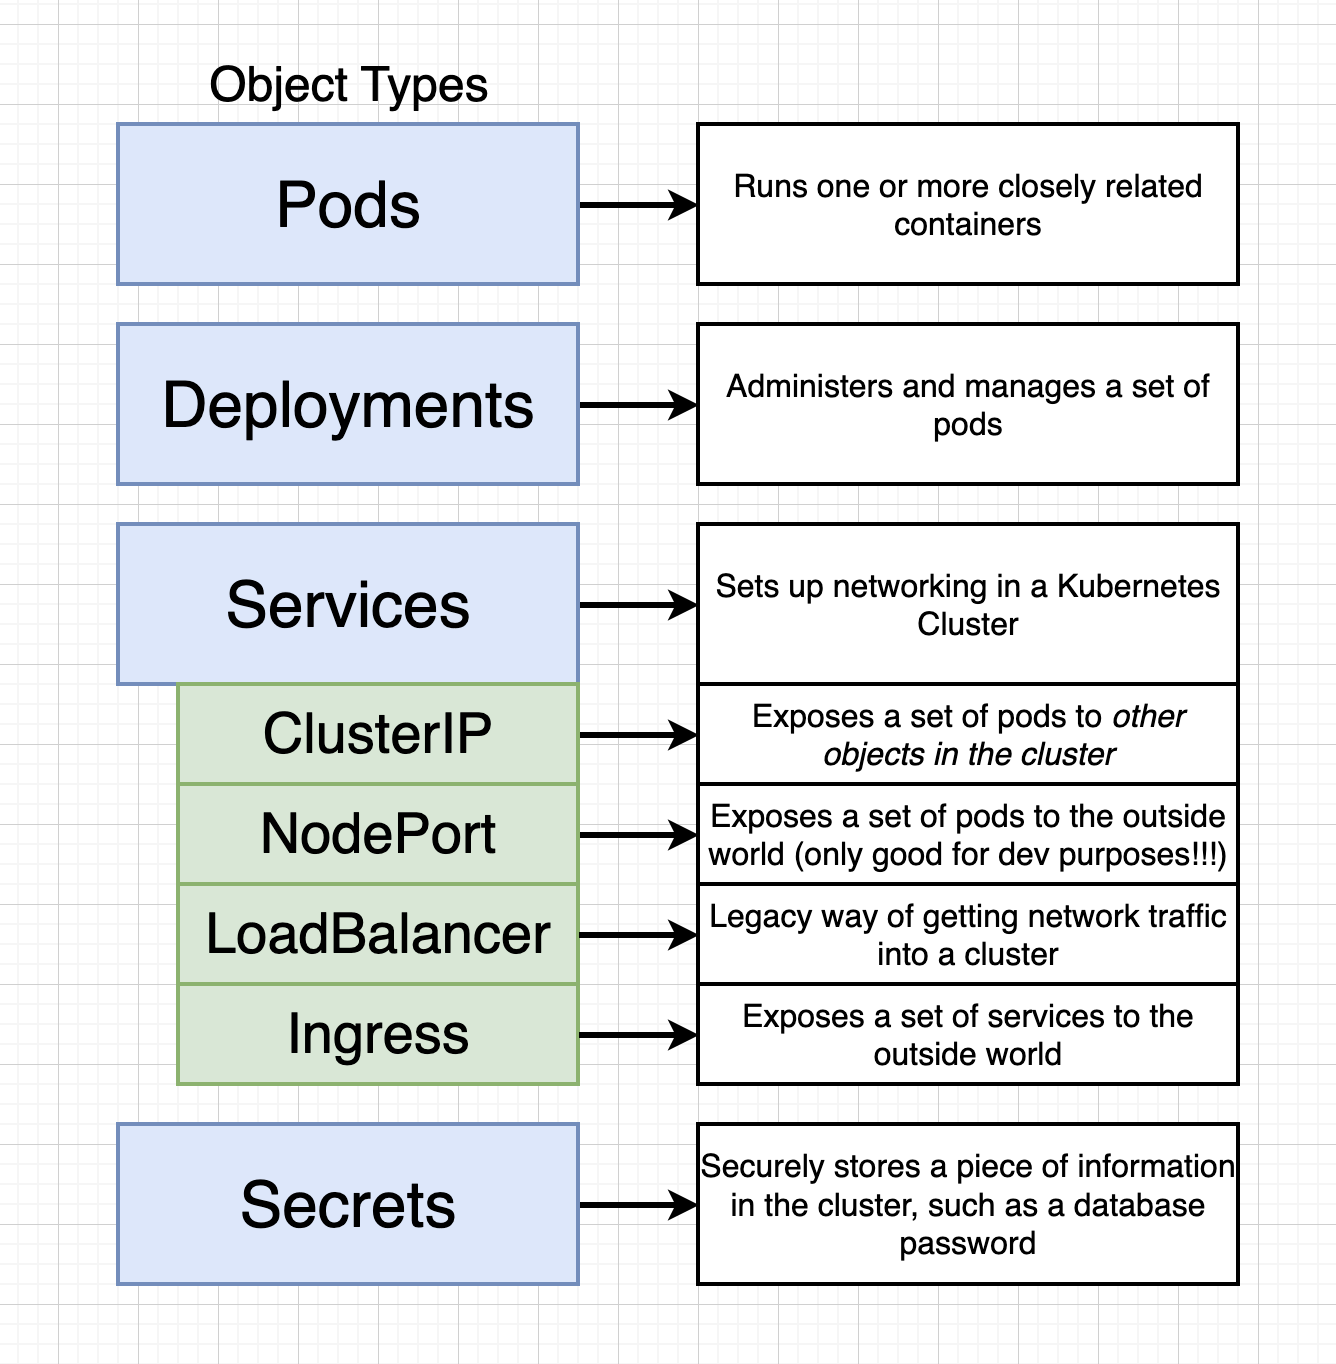 Object Types
Pods
Runs one or more closely related
containers
Deployments
Administers and manages a set of
pods
Services
Sets up networking in a Kubernetes
Cluster
ClusterIP
Exposes a set of pods to other
objects in the cluster
NodePort
Exposes a set of pods to the outside
world (only good for dev purposes!!!)
LoadBalancer
Legacy way of getting network traffic
into a cluster
Ingress
Exposes a set of services to the
outside world
Secrets
Securely stores a piece of information
in the cluster, such as a database
password